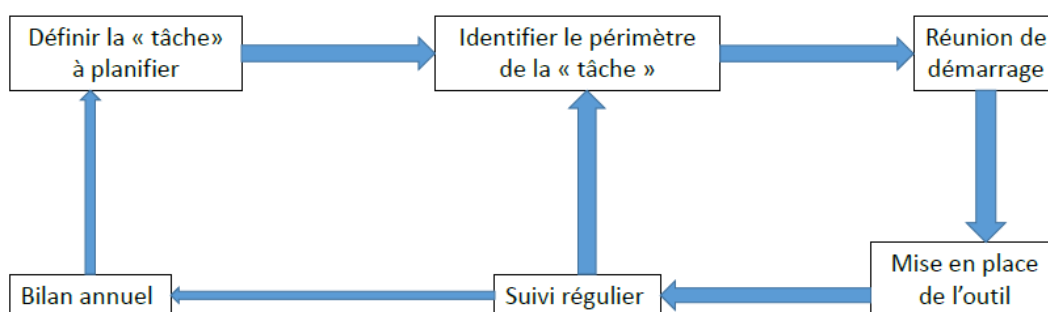 Définir la « tâche»
à planifier
Identifier le périmètre
de la « tâche »
Réunion de
démarrage
Mise en place
de l'outil
Suivi régulier
Bilan annuel